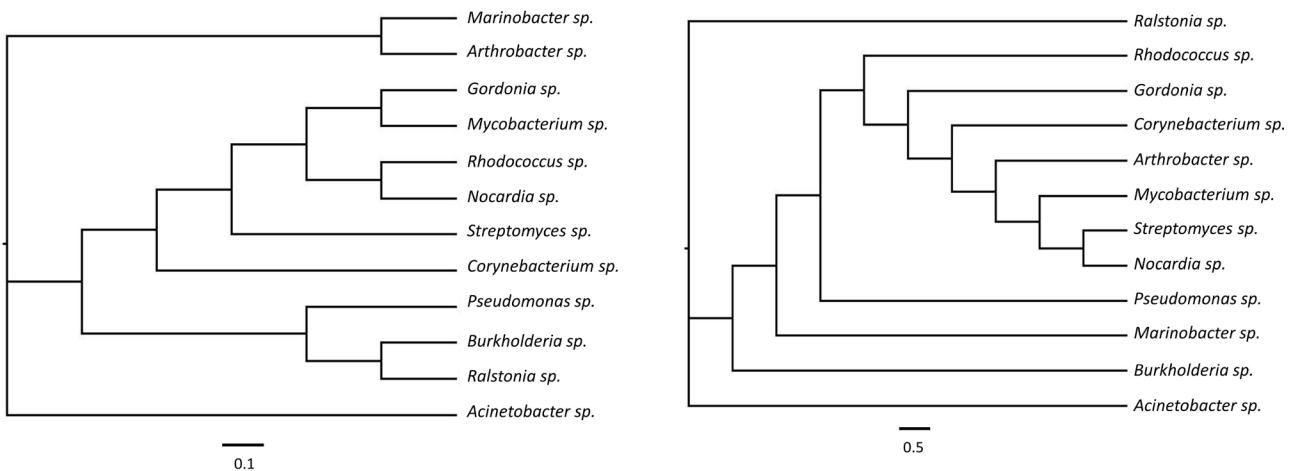 Marinobacter sp.
Arthrobacter sp.
Gordonia sp.
Mycobacterium sp.
Rhodococcus sp.
Nocardia sp.
Streptomyces sp.
Corynebacterium sp.
Pseudomonas sp.
Burkholderia sp.
Ralstonia sp.
Acinetobacter sp.
0.1
Ralstonia sp.
Rhodococcus sp.
Gordonia sp.
Corynebacterium sp.
Arthrobacter sp.
Mycobacterium sp.
Streptomyces sp.
Nocardia sp.
Pseudomonas sp.
Marinobacter sp.
Burkholderia sp.
Acinetobacter sp.
0.5